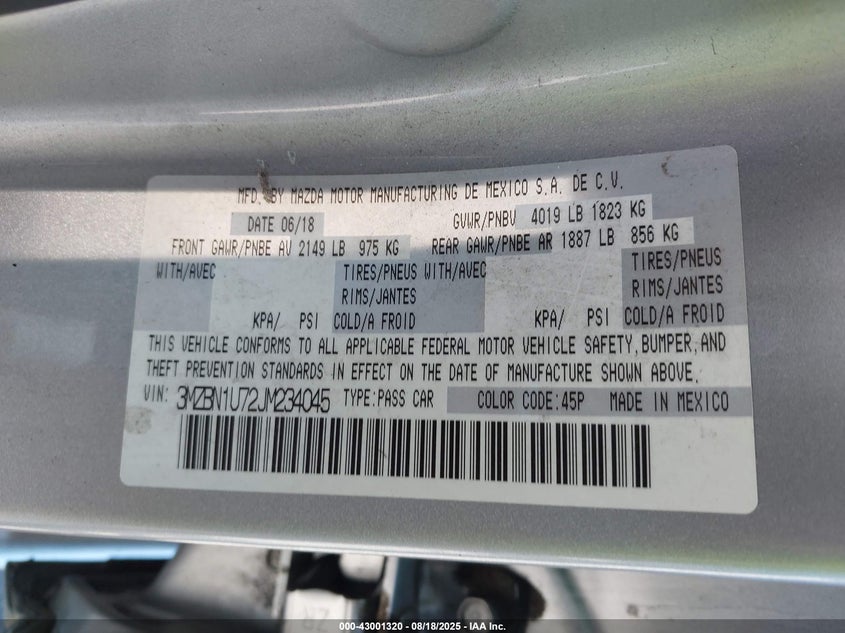 MFD. BY MAZDA MOTOR MANUFACTURING DE MEXICO S.A. DE C.V.
DATE 06/18 GVWR/PNBV 4019 LB 1823 KG
FRONT GAWR/PNBE AV 2149 LB 975 KG REAR GAWR/PNBE AR 1887 LB 856 KG
WITH/AVEC TIRES/PNEUS WITH/AVEC TIRES/PNEUS
RIMS/JANTES RIMS/JANTES
KPA/ PSI COLD/A FROID KPA/ PSI COLD/A FROID
THIS VEHICLE CONFORMS TO ALL APPLICABLE FEDERAL MOTOR VEHICLE SAFETY, BUMPER, AND
THEFT PREVENTION STANDARDS IN EFFECT ON THE DATE OF MANUFACTURE SHOWN ABOVE.
VIN: 3MZBN1U72JM234045 TYPE:PASS CAR COLOR CODE:45P MADE IN MEXICO
000-43001320 - 08/18/2025 - IAA Inc.